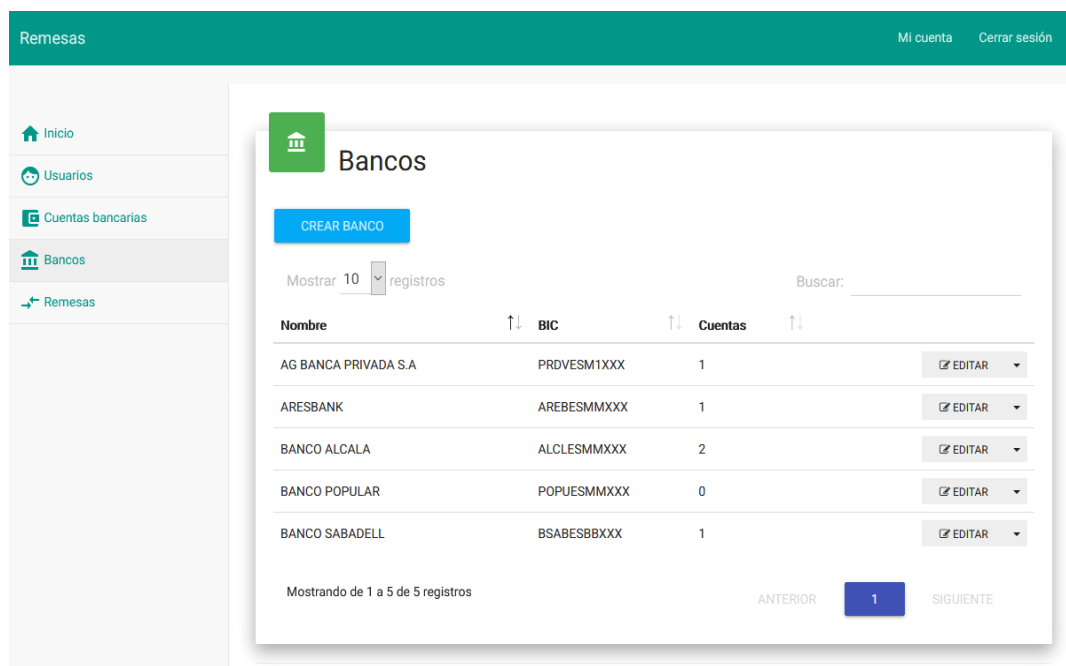 Remesas Mi cuenta Cerrar sesión
Inicio
Usuarios
Cuentas bancarias
Bancos
Remesas
Bancos
CREAR BANCO
Mostrar 10 registros Buscar:
Nombre BIC Cuentas
AG BANCA PRIVADA S.A PRDVESM1XXX 1 EDITAR
ARESBANK AREBESMMXXX 1 EDITAR
BANCO ALCALA ALCLESMMXXX 2 EDITAR
BANCO POPULAR POPUESMMXXX 0 EDITAR
BANCO SABADELL BSABESBBXXX 1 EDITAR
Mostrando de 1 a 5 de 5 registros ANTERIOR 1 SIGUIENTE